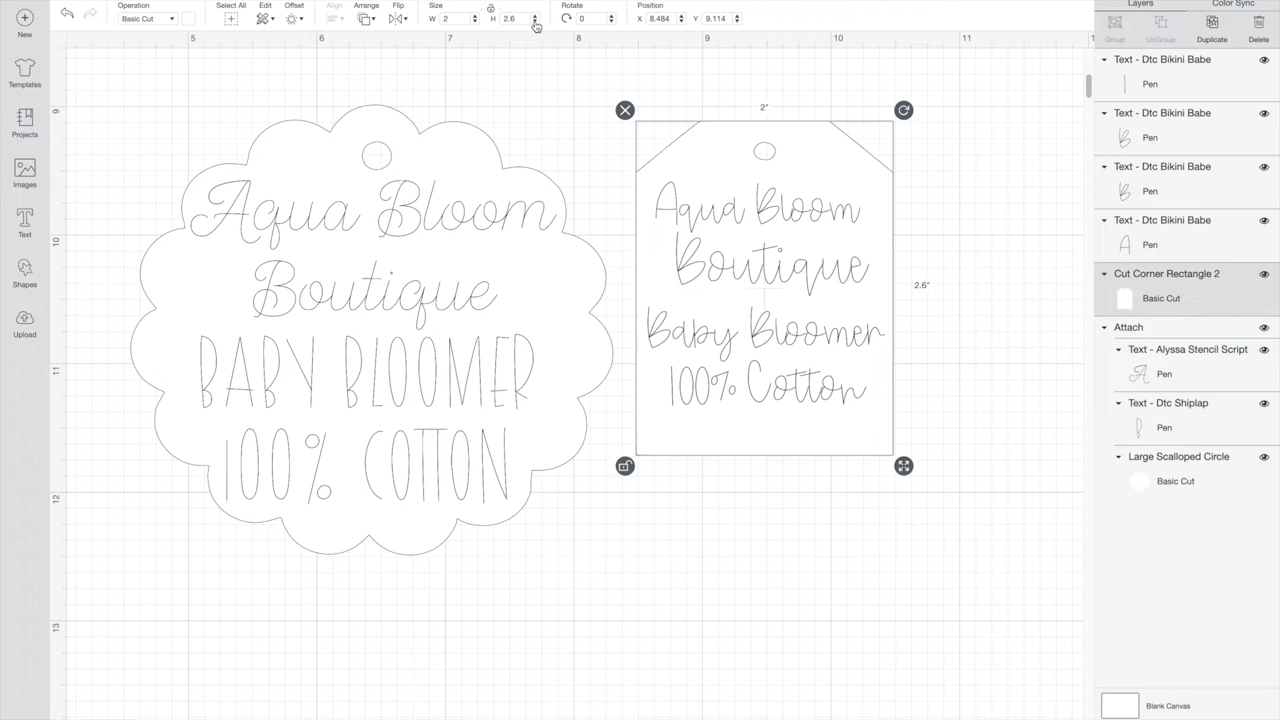 Operation Select All Edit Offset Align Arrange Flip Size Rotate Position Layers Color Sync
Basic Cut W 2 H 2.6 0 X 8.484 Y 9.114
New
Group UnGroup Duplicate Delete
5 6 7 8 9 10 11
Templates
Projects
Images
Text
Shapes
Upload
9
10
11
12
13
Aqua Bloom
Boutique
BABY BLOOMER
100% COTTON
2"
2.6"
Aqua Bloom
Boutique
Baby Bloomer
100% Cotton
Text - Dtc Bikini Babe
Pen
Text - Dtc Bikini Babe
B Pen
Text - Dtc Bikini Babe
B Pen
Text - Dtc Bikini Babe
A Pen
Cut Corner Rectangle 2
Basic Cut
Attach
Text - Alyssa Stencil Script
A Pen
Text - Dtc Shiplap
Pen
Large Scalloped Circle
Basic Cut
Blank Canvas